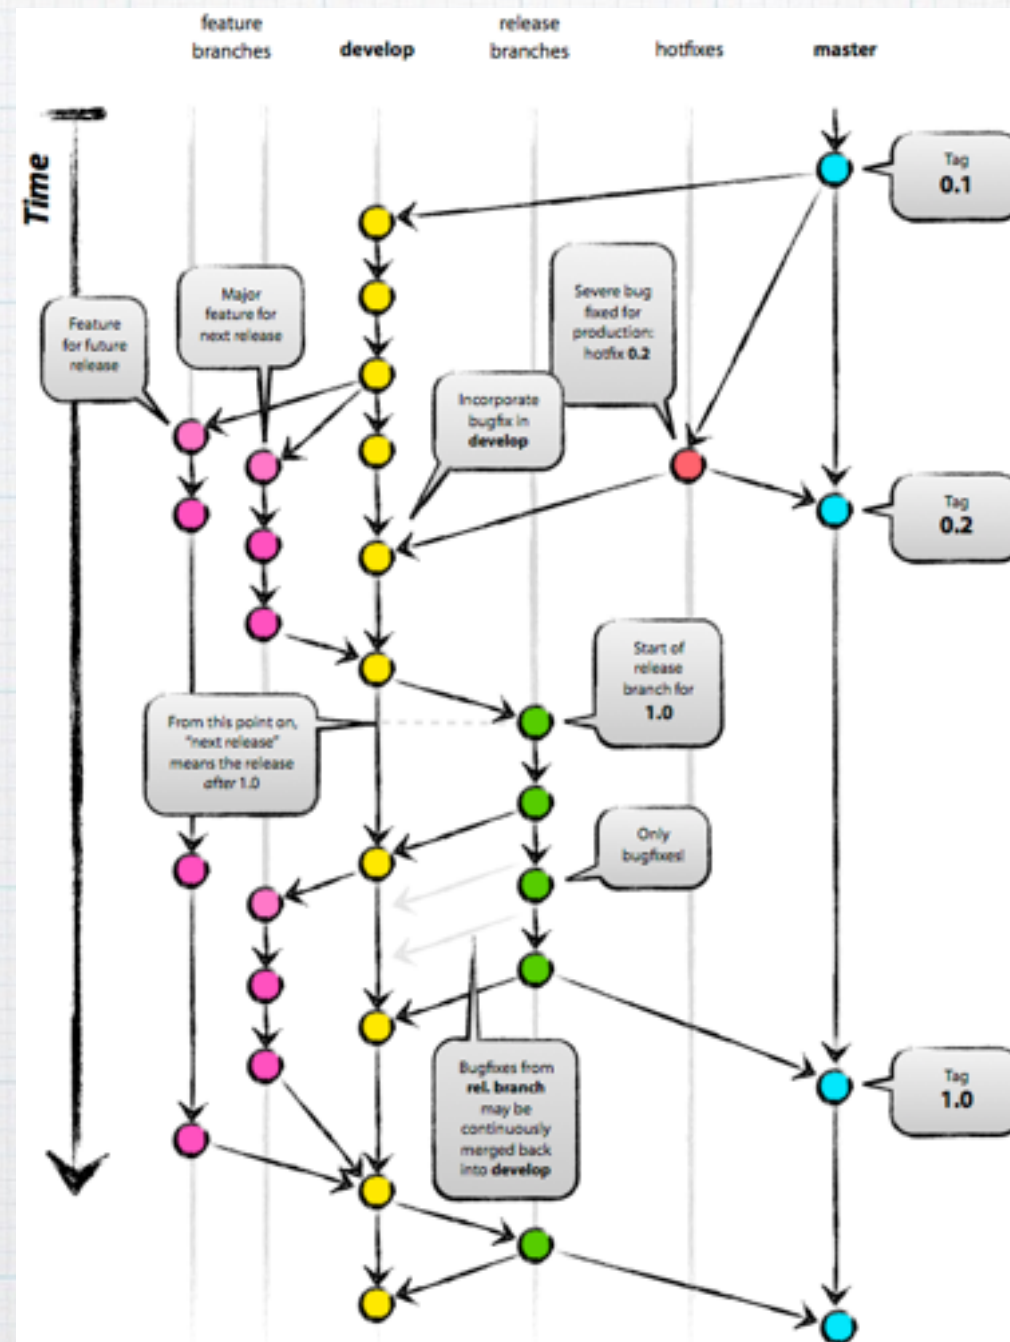 feature
branches
develop
release
branches
hotfixes
master
Time
Tag
0.1
Major
feature for
next release
Feature
for future
release
Severe bug
fixed for
production:
hotfix 0.2
Incorporate
bugfix in
develop
Tag
0.2
Start of
release
branch for
1.0
From this point on,
“next release”
means the release
after 1.0
Only
bugfixes!
Bugfixes from
rel. branch
may be
continuously
merged back
into develop
Tag
1.0